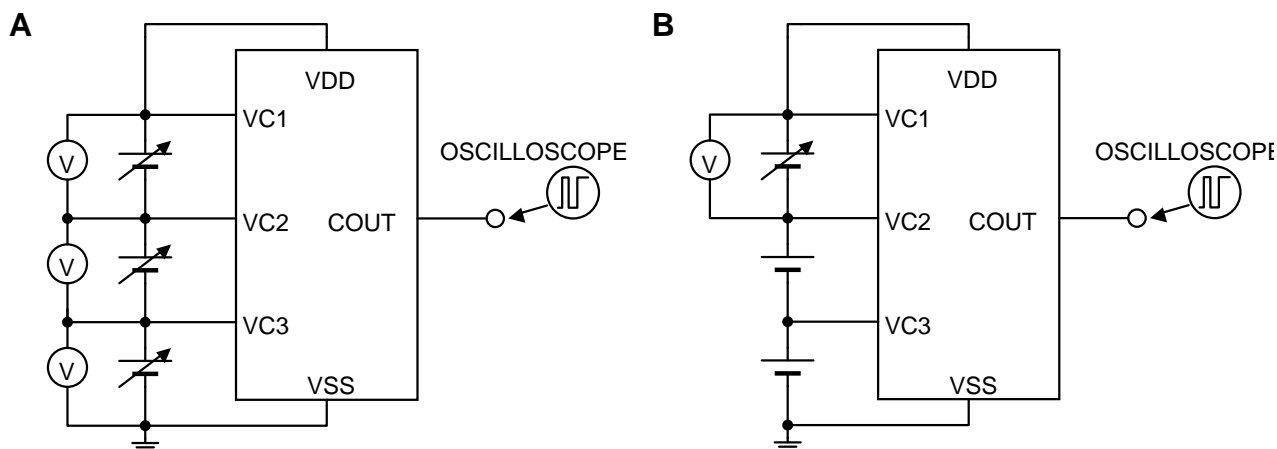 A
VDD
VC1
V
OSCILLOSCOPE
VC2
COUT
V
VC3
V
VSS
B
VDD
VC1
V
OSCILLOSCOPE
VC2
COUT
VC3
VSS